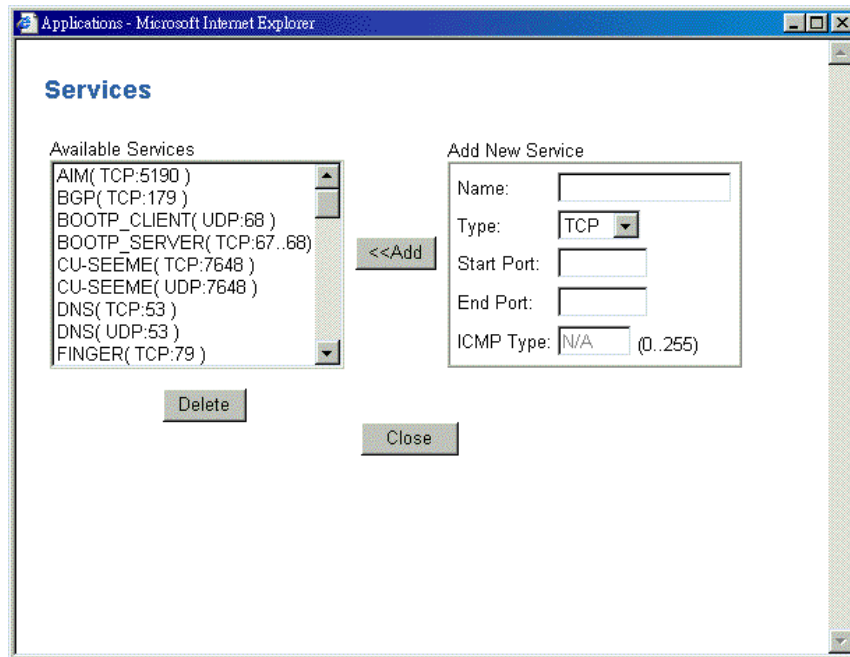 Applications - Microsoft Internet Explorer
Services
Available Services
AIM( TCP:5190 )
BGP( TCP:179 )
BOOTP_CLIENT( UDP:68 )
BOOTP_SERVER( TCP:67..68)
CU-SEEME( TCP:7648 )
CU-SEEME( UDP:7648 )
DNS( TCP:53 )
DNS( UDP:53 )
FINGER( TCP:79 )
Delete
<<Add
Add New Service
Name:
Type: TCP
Start Port:
End Port:
ICMP Type: N/A (0..255)
Close